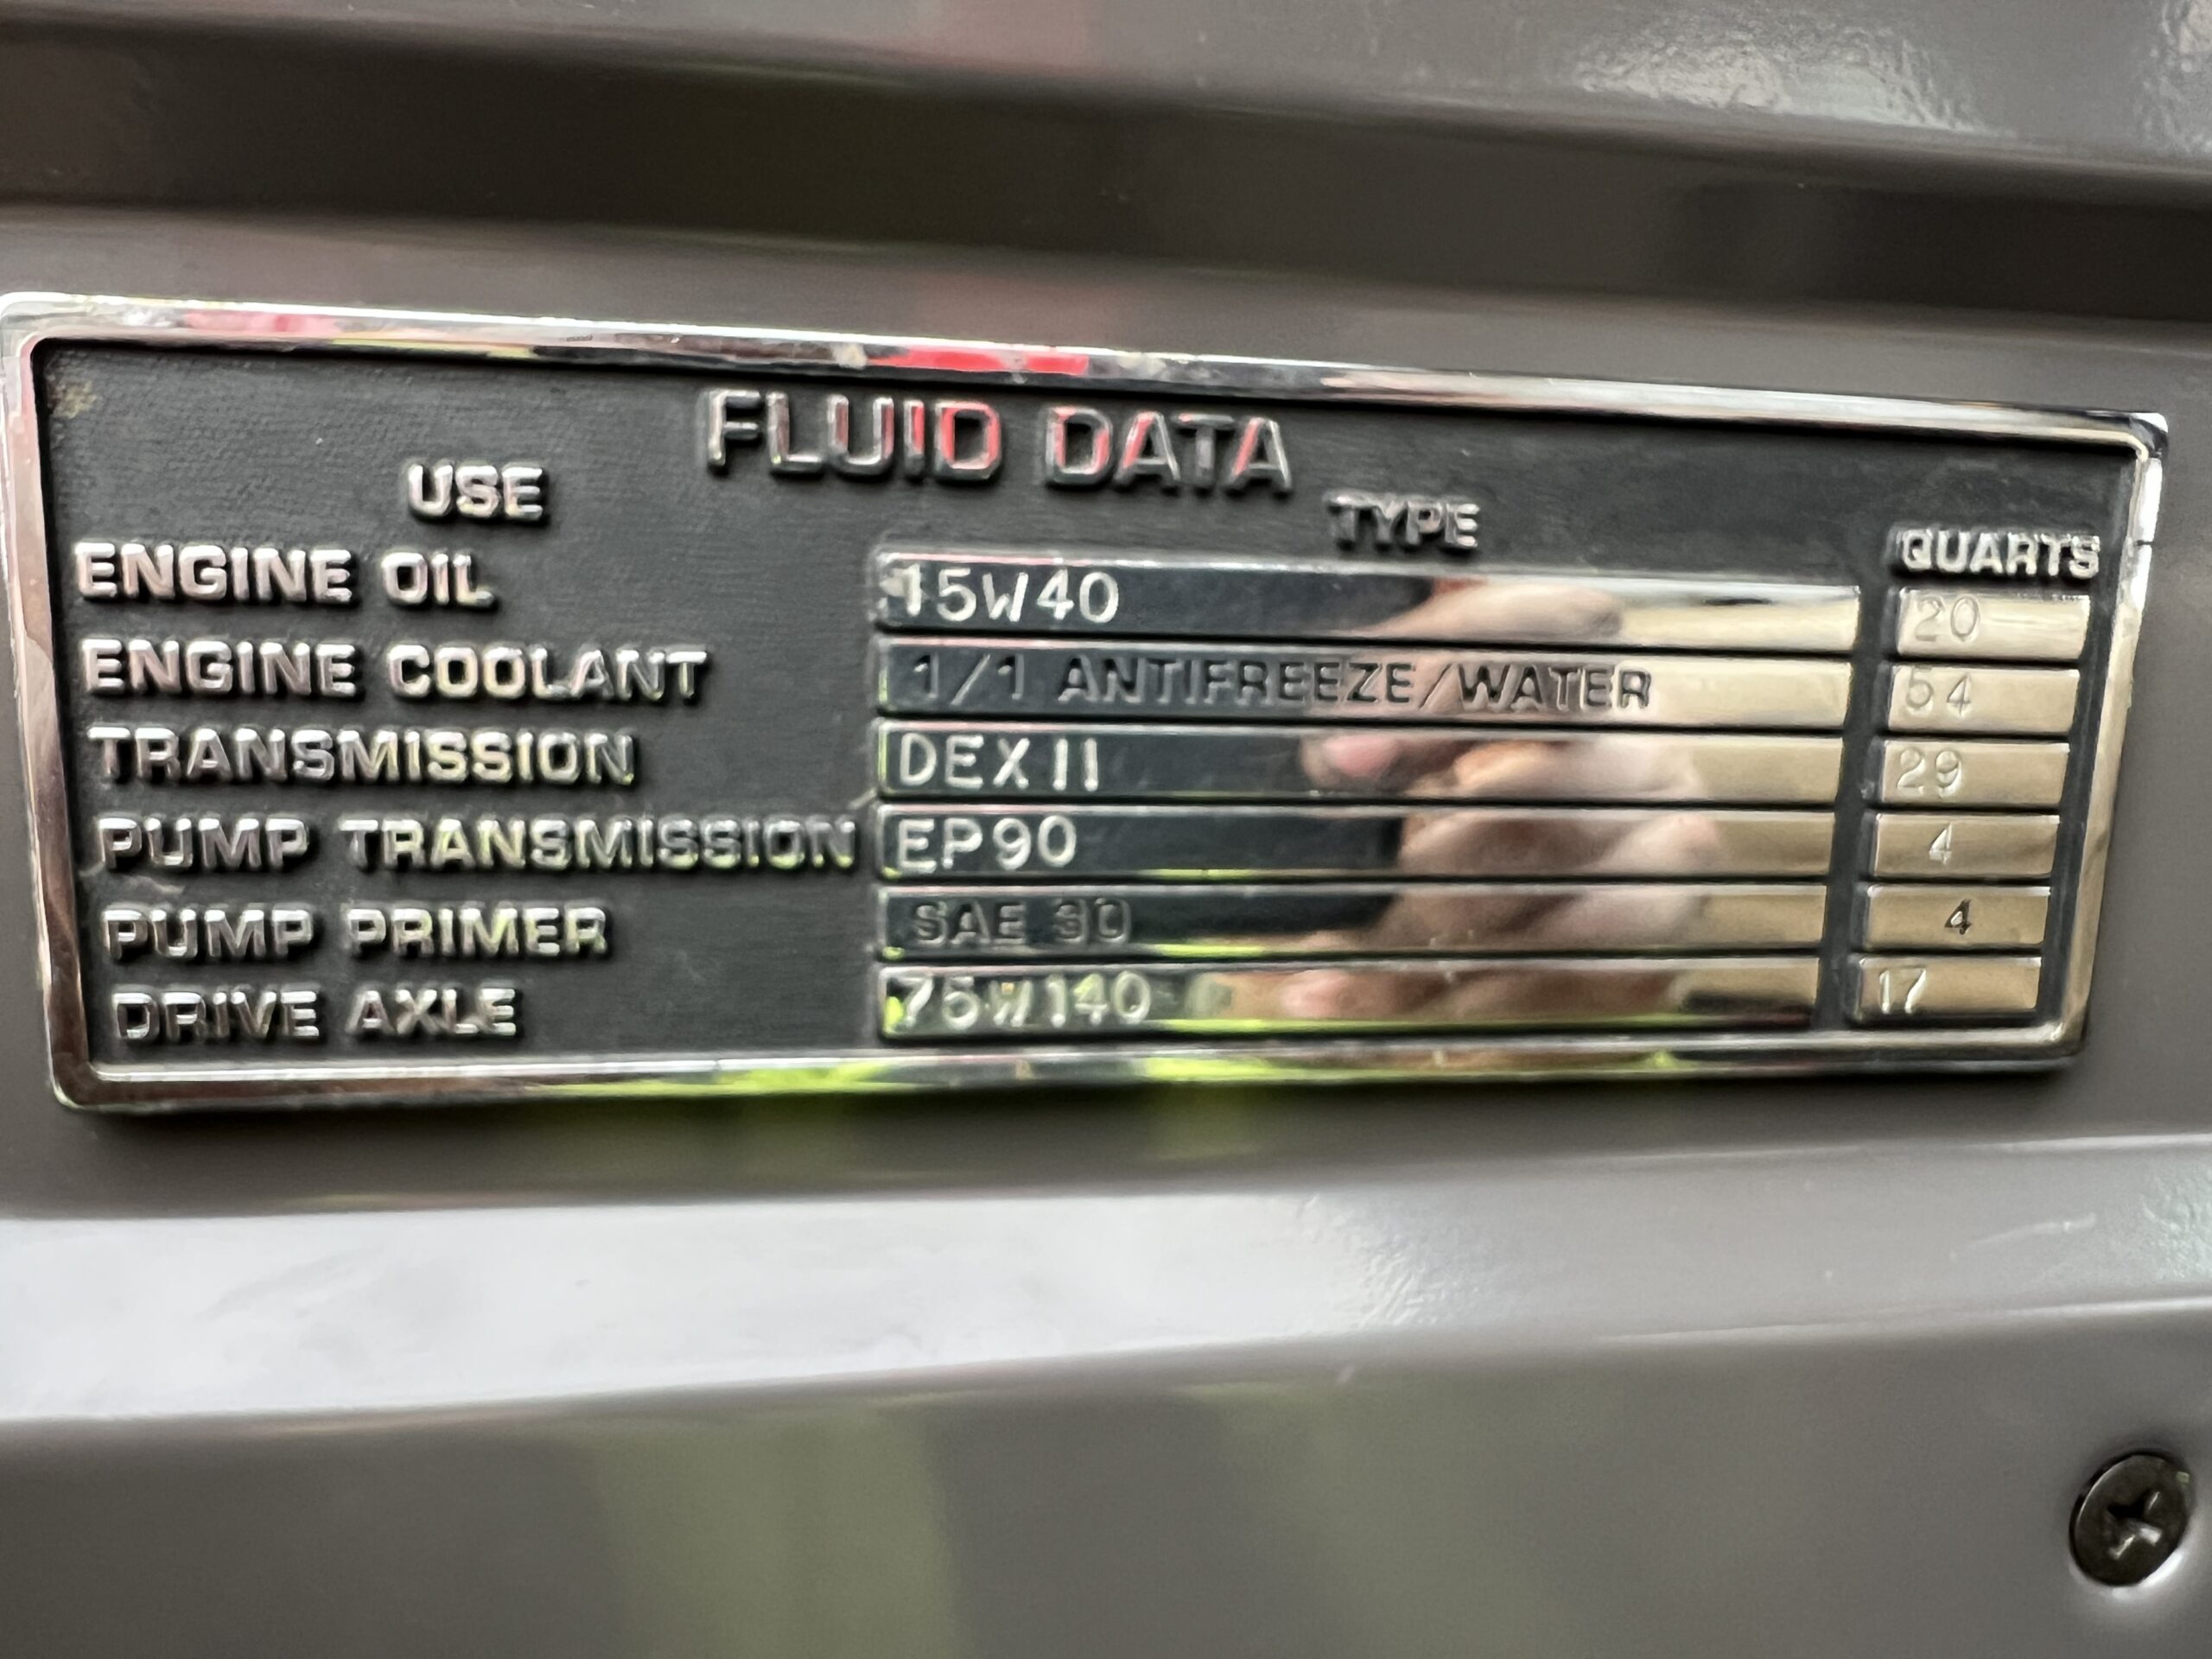 FLUID DATA
USE TYPE QUARTS
ENGINE OIL 15W40 20
ENGINE COOLANT 1/1 ANTIFREEZE/WATER 54
TRANSMISSION DEX II 29
PUMP TRANSMISSION EP90 4
PUMP PRIMER SAE 30 4
DRIVE AXLE 75W140 17